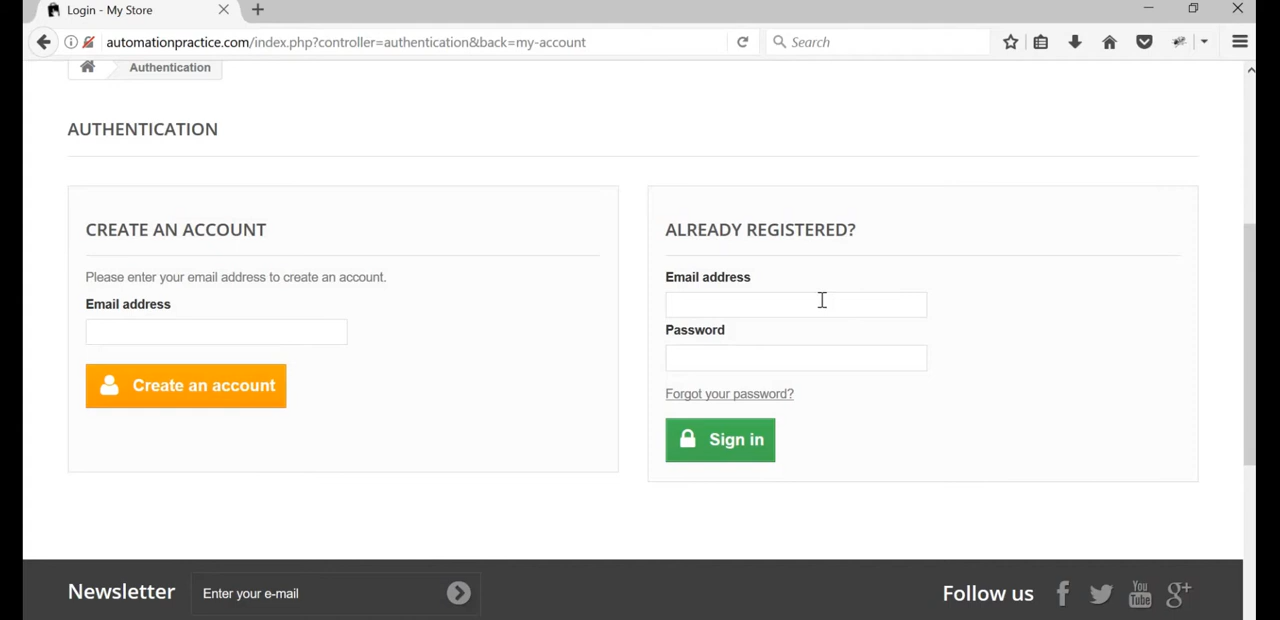 Login - My Store
automationpractice.com/index.php?controller=authentication&back=my-account
Search
Authentication
AUTHENTICATION
CREATE AN ACCOUNT
Please enter your email address to create an account.
Email address
Create an account
ALREADY REGISTERED?
Email address
Password
Forgot your password?
Sign in
Newsletter
Enter your e-mail
Follow us
You
Tube
g+